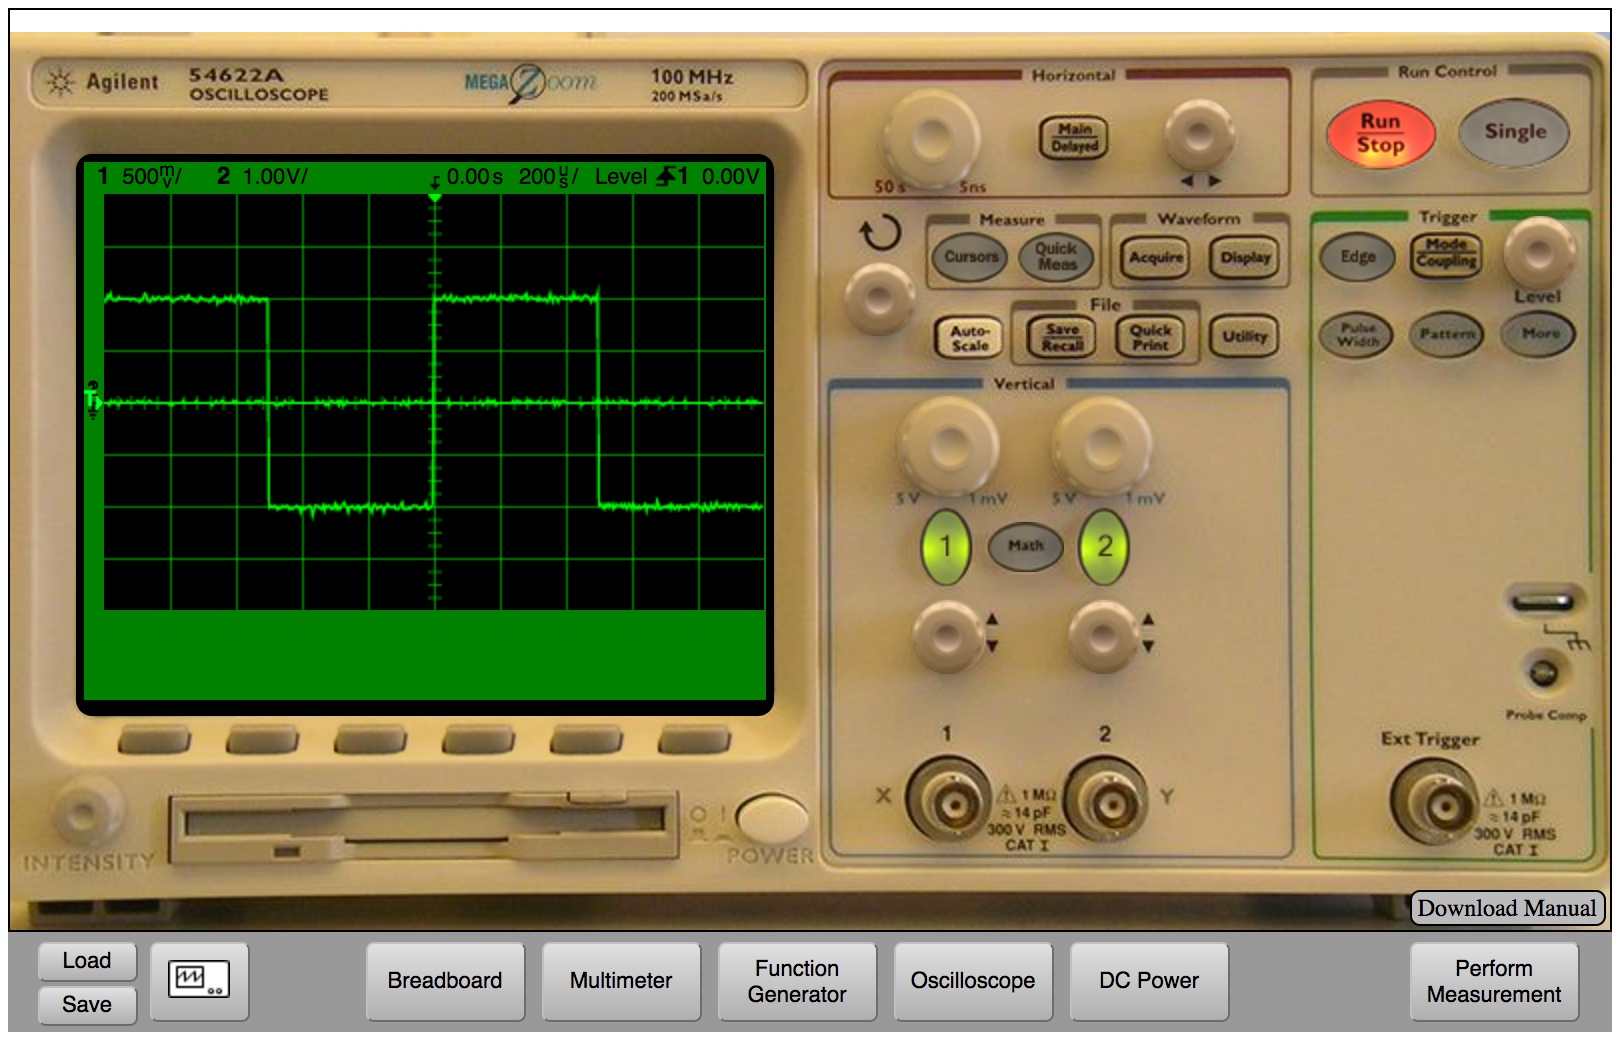 Agilent
54622A
OSCILLOSCOPE
MEGA Zoom
100 MHz
200 MSa/s
1 500mV/ 2 1.00V/ 0.00s 200us/ Level 1 0.00V
T
INTENSITY
POWER
Horizontal
Main
Delayed
50 s
5ns
Run Control
Run
Stop
Single
Measure
Cursors
Quick
Meas
Waveform
Acquire
Display
Auto-
Scale
File
Save
Recall
Quick
Print
Utility
Trigger
Edge
Mode
Coupling
Level
Pulse
Width
Pattern
More
Vertical
5 V
1 mV
5 V
1 mV
1
Math
2
1
2
X
1 MΩ
≈ 14 pF
300 V RMS
CAT I
Y
Probe Comp
Ext Trigger
1 MΩ
≈ 14 pF
300 V RMS
CAT I
Download Manual
Load
Save
Breadboard
Multimeter
Function
Generator
Oscilloscope
DC Power
Perform
Measurement